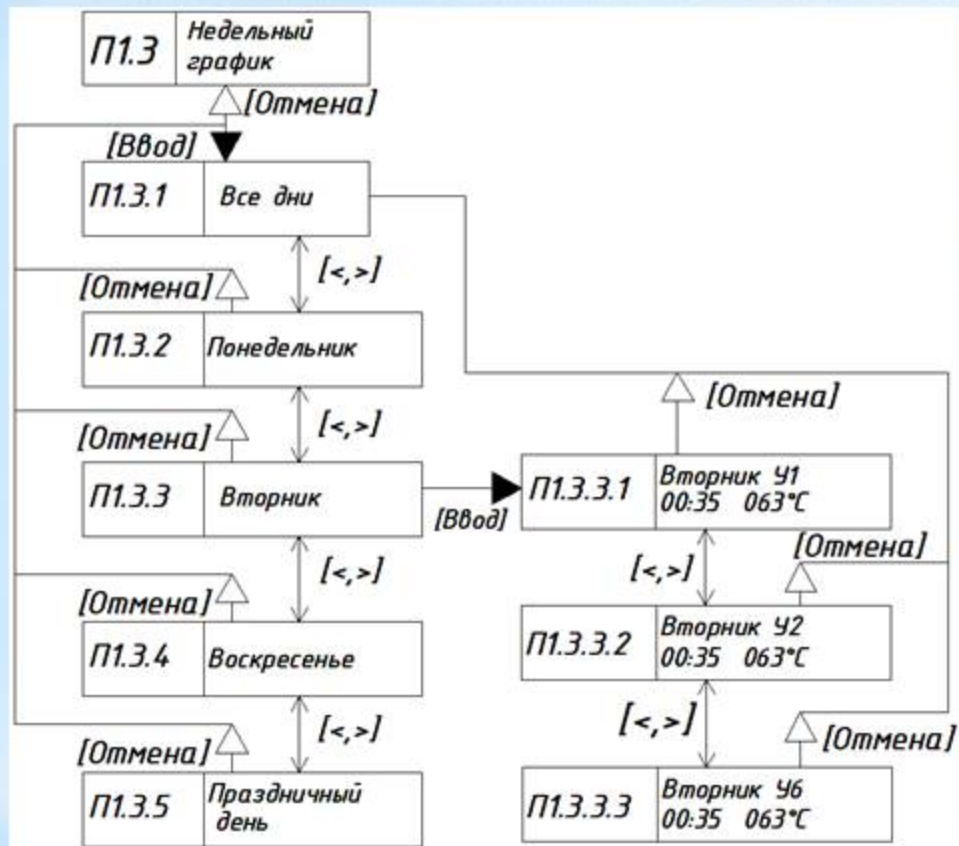 П1.3 Недельный
график
[Отмена]
[Ввод]
П1.3.1 Все дни
[<,>]
[Отмена]
П1.3.2 Понедельник
[<,>]
[Отмена]
П1.3.3 Вторник
[Ввод]
[<,>]
[Отмена]
П1.3.4 Воскресенье
[<,>]
[Отмена]
П1.3.5 Праздничный
день
[Отмена]
П1.3.3.1 Вторник У1
00:35 063°С
[<,>]
[Отмена]
П1.3.3.2 Вторник У2
00:35 063°С
[<,>]
[Отмена]
П1.3.3.3 Вторник У6
00:35 063°С